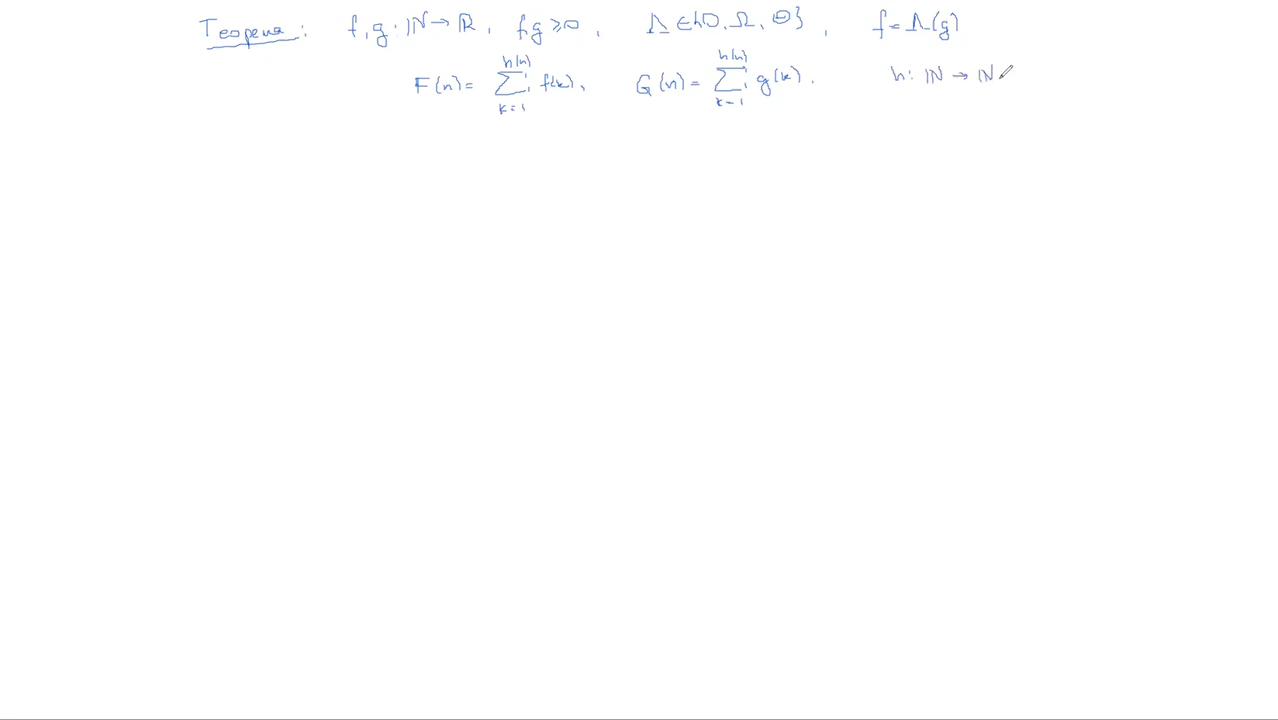 Теорема: f, g : ℕ → ℝ, f, g ⩾ 0, Λ ∈ {O, Ω, Θ}, f = Λ(g)
F(n) = ∑_{k=1}^{h(n)} f(k), G(n) = ∑_{k=1}^{h(n)} g(k). h: ℕ → ℕ